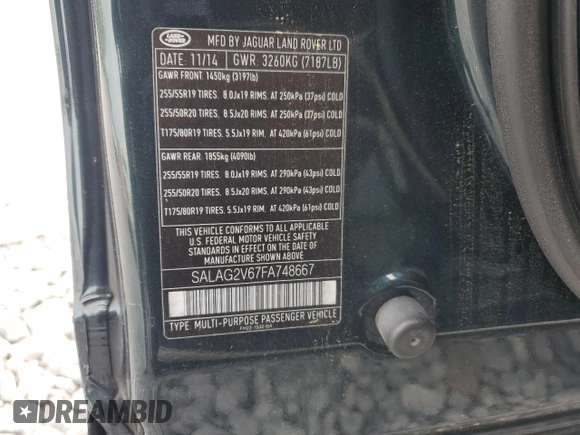 LAND ROVER
MFD BY JAGUAR LAND ROVER LTD
DATE: 11/14 GWR 3260KG (7187LB)
GAWR FRONT: 1450kg (3197lb)
255/55R19 TIRES. 8.0Jx19 RIMS. AT 250kPa (37psi) COLD
255/50R20 TIRES. 8.5Jx20 RIMS. AT 250kPa (37psi) COLD
T175/80R19 TIRES. 5.5Jx19 RIM. AT 420kPa (61psi) COLD
GAWR REAR: 1855kg (4090lb)
255/55R19 TIRES. 8.0Jx19 RIMS. AT 290kPa (43psi) COLD
255/50R20 TIRES. 8.5Jx20 RIMS. AT 290kPa (43psi) COLD
T175/80R19 TIRES. 5.5Jx19 RIM. AT 420kPa (61psi) COLD
THIS VEHICLE CONFORMS TO ALL APPLICABLE
U.S. FEDERAL MOTOR VEHICLE SAFETY
STANDARDS IN EFFECT ON THE DATE OF
MANUFACTURE SHOWN ABOVE
SALAG2V67FA748667
TYPE: MULTI-PURPOSE PASSENGER VEHICLE
DREAMBID